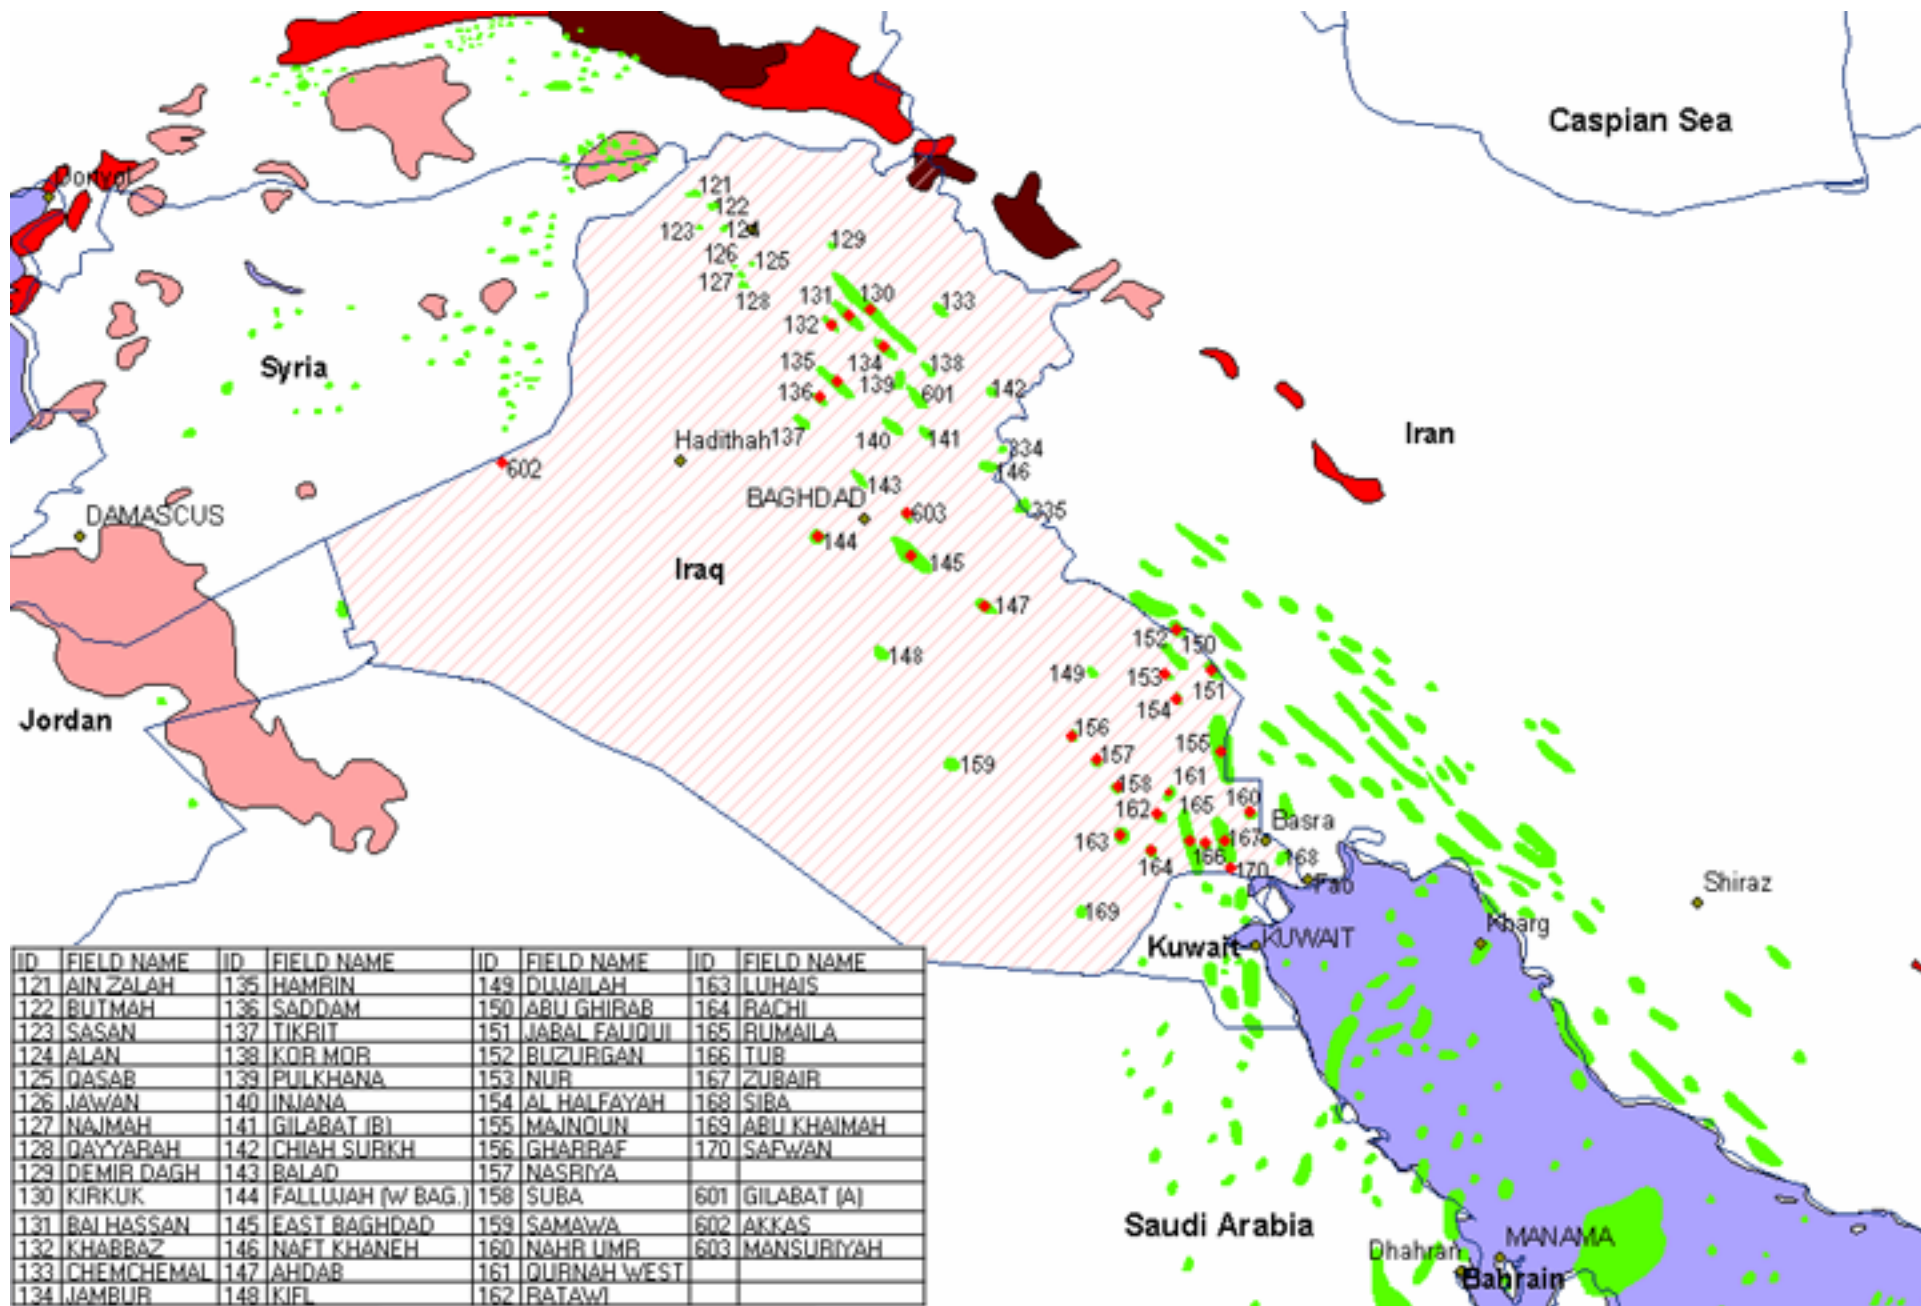 Caspian Sea
Dortyol
121
122
123
124
129
126
125
127
128
131
130
133
132
Syria
135
134
138
139
136
142
601
Iran
Hadithah
137
140
141
334
602
146
143
BAGHDAD
DAMASCUS
603
335
144
Iraq
145
147
152
150
148
149
153
151
154
Jordan
156
155
157
159
161
158
165
160
162
Basra
163
167
166
168
164
170
Fao
Shiraz
169
Kharg
Kuwait
KUWAIT
Saudi Arabia
MANAMA
Dhahran
Bahrain
ID FIELD NAME ID FIELD NAME ID FIELD NAME ID FIELD NAME
121 AIN ZALAH 135 HAMRIN 149 DUJAILAH 163 LUHAIS
122 BUTMAH 136 SADDAM 150 ABU GHIRAB 164 RACHI
123 SASAN 137 TIKRIT 151 JABAL FAUQUI 165 RUMAILA
124 ALAN 138 KOR MOR 152 BUZURGAN 166 TUB
125 QASAB 139 PULKHANA 153 NUR 167 ZUBAIR
126 JAWAN 140 INJANA 154 AL HALFAYAH 168 SIBA
127 NAJMAH 141 GILABAT (B) 155 MAJNOUN 169 ABU KHAIMAH
128 QAYYARAH 142 CHIAH SURKH 156 GHARRAF 170 SAFWAN
129 DEMIR DAGH 143 BALAD 157 NASRIYA
130 KIRKUK 144 FALLUJAH (W BAG.) 158 SUBA 601 GILABAT (A)
131 BAI HASSAN 145 EAST BAGHDAD 159 SAMAWA 602 AKKAS
132 KHABBAZ 146 NAFT KHANEH 160 NAHR UMR 603 MANSURIYAH
133 CHEMCHEMAL 147 AHDAB 161 QURNAH WEST
134 JAMBUR 148 KIFL 162 RATAWI